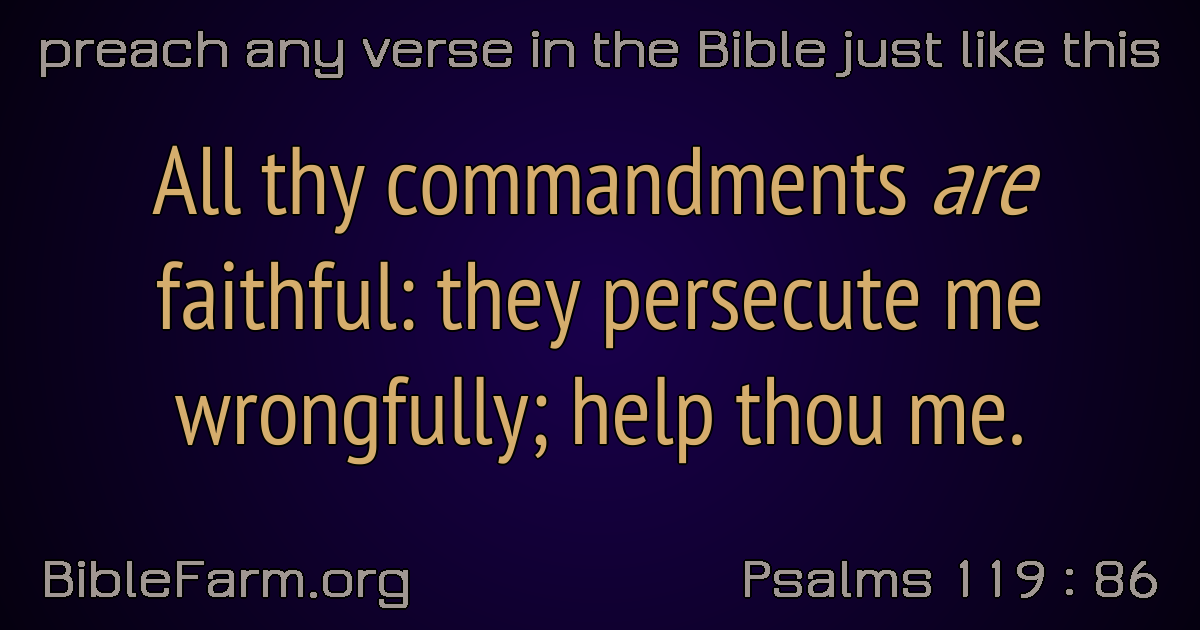 preach any verse in the Bible just like this
All thy commandments are
faithful: they persecute me
wrongfully; help thou me.
BibleFarm.org
Psalms 119 : 86